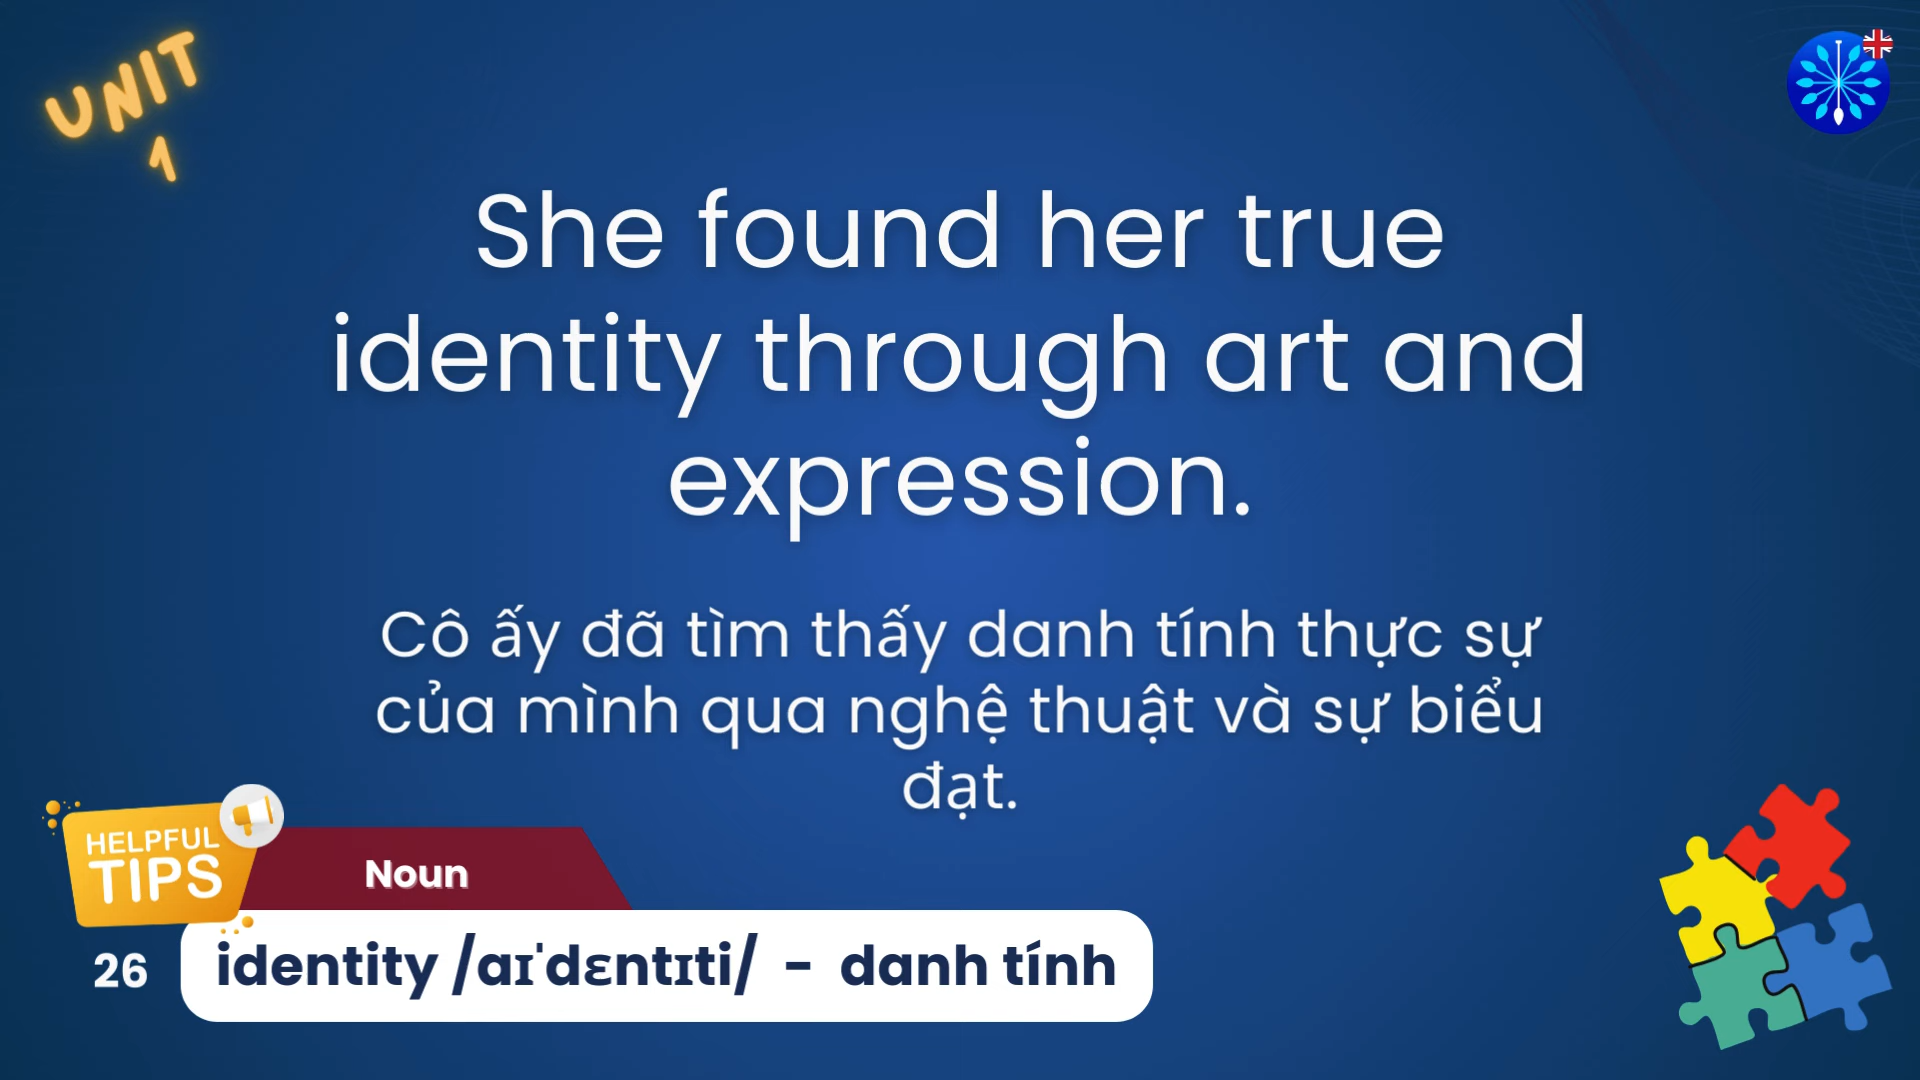 UNIT
1
She found her true
identity through art and
expression.
Cô ấy đã tìm thấy danh tính thực sự
của mình qua nghệ thuật và sự biểu
đạt.
HELPFUL
TIPS
Noun
26
identity /aɪˈdɛntɪti/ - danh tính